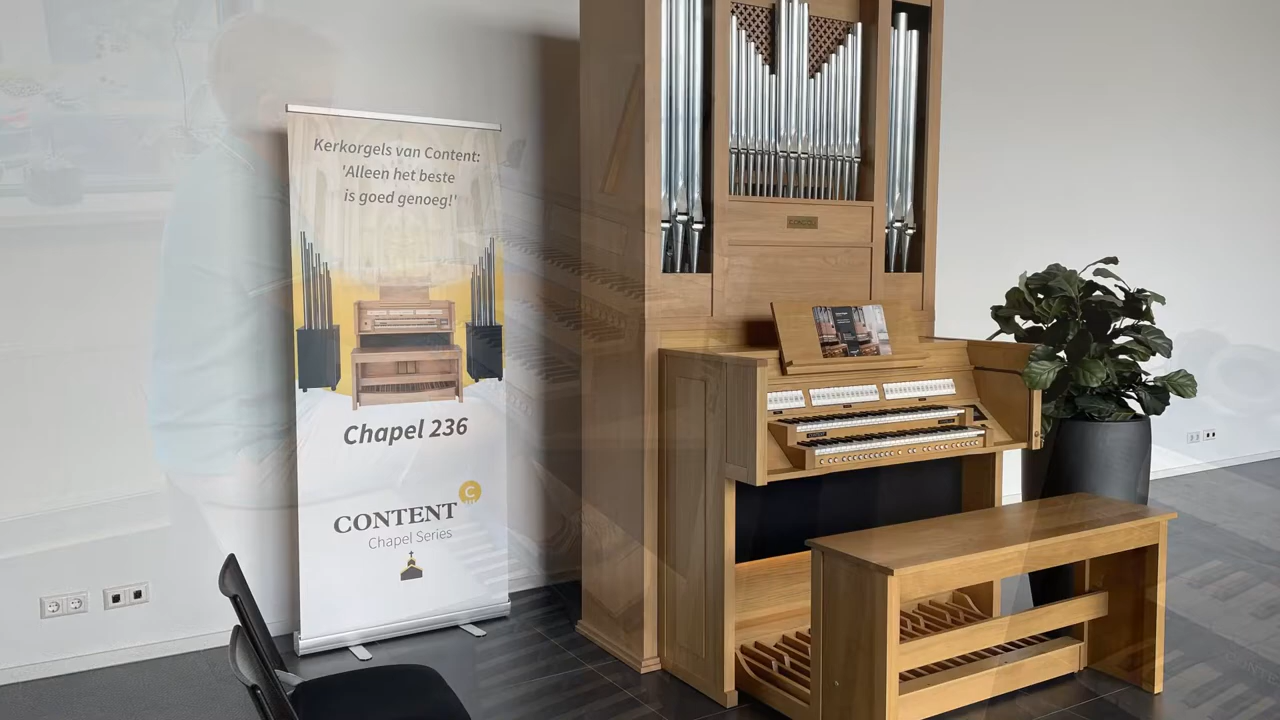 Kerkorgels van Content:
'Alleen het beste
is goed genoeg!'
Chapel 236
CONTENT
Chapel Series